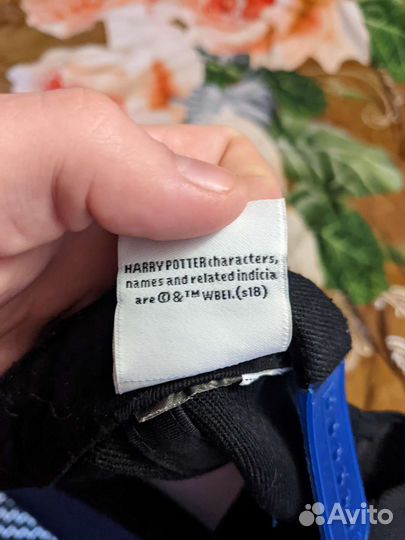 HARRY POTTER characters,
names and related indicia
are © & ™ WBEI. (s18)
Avito